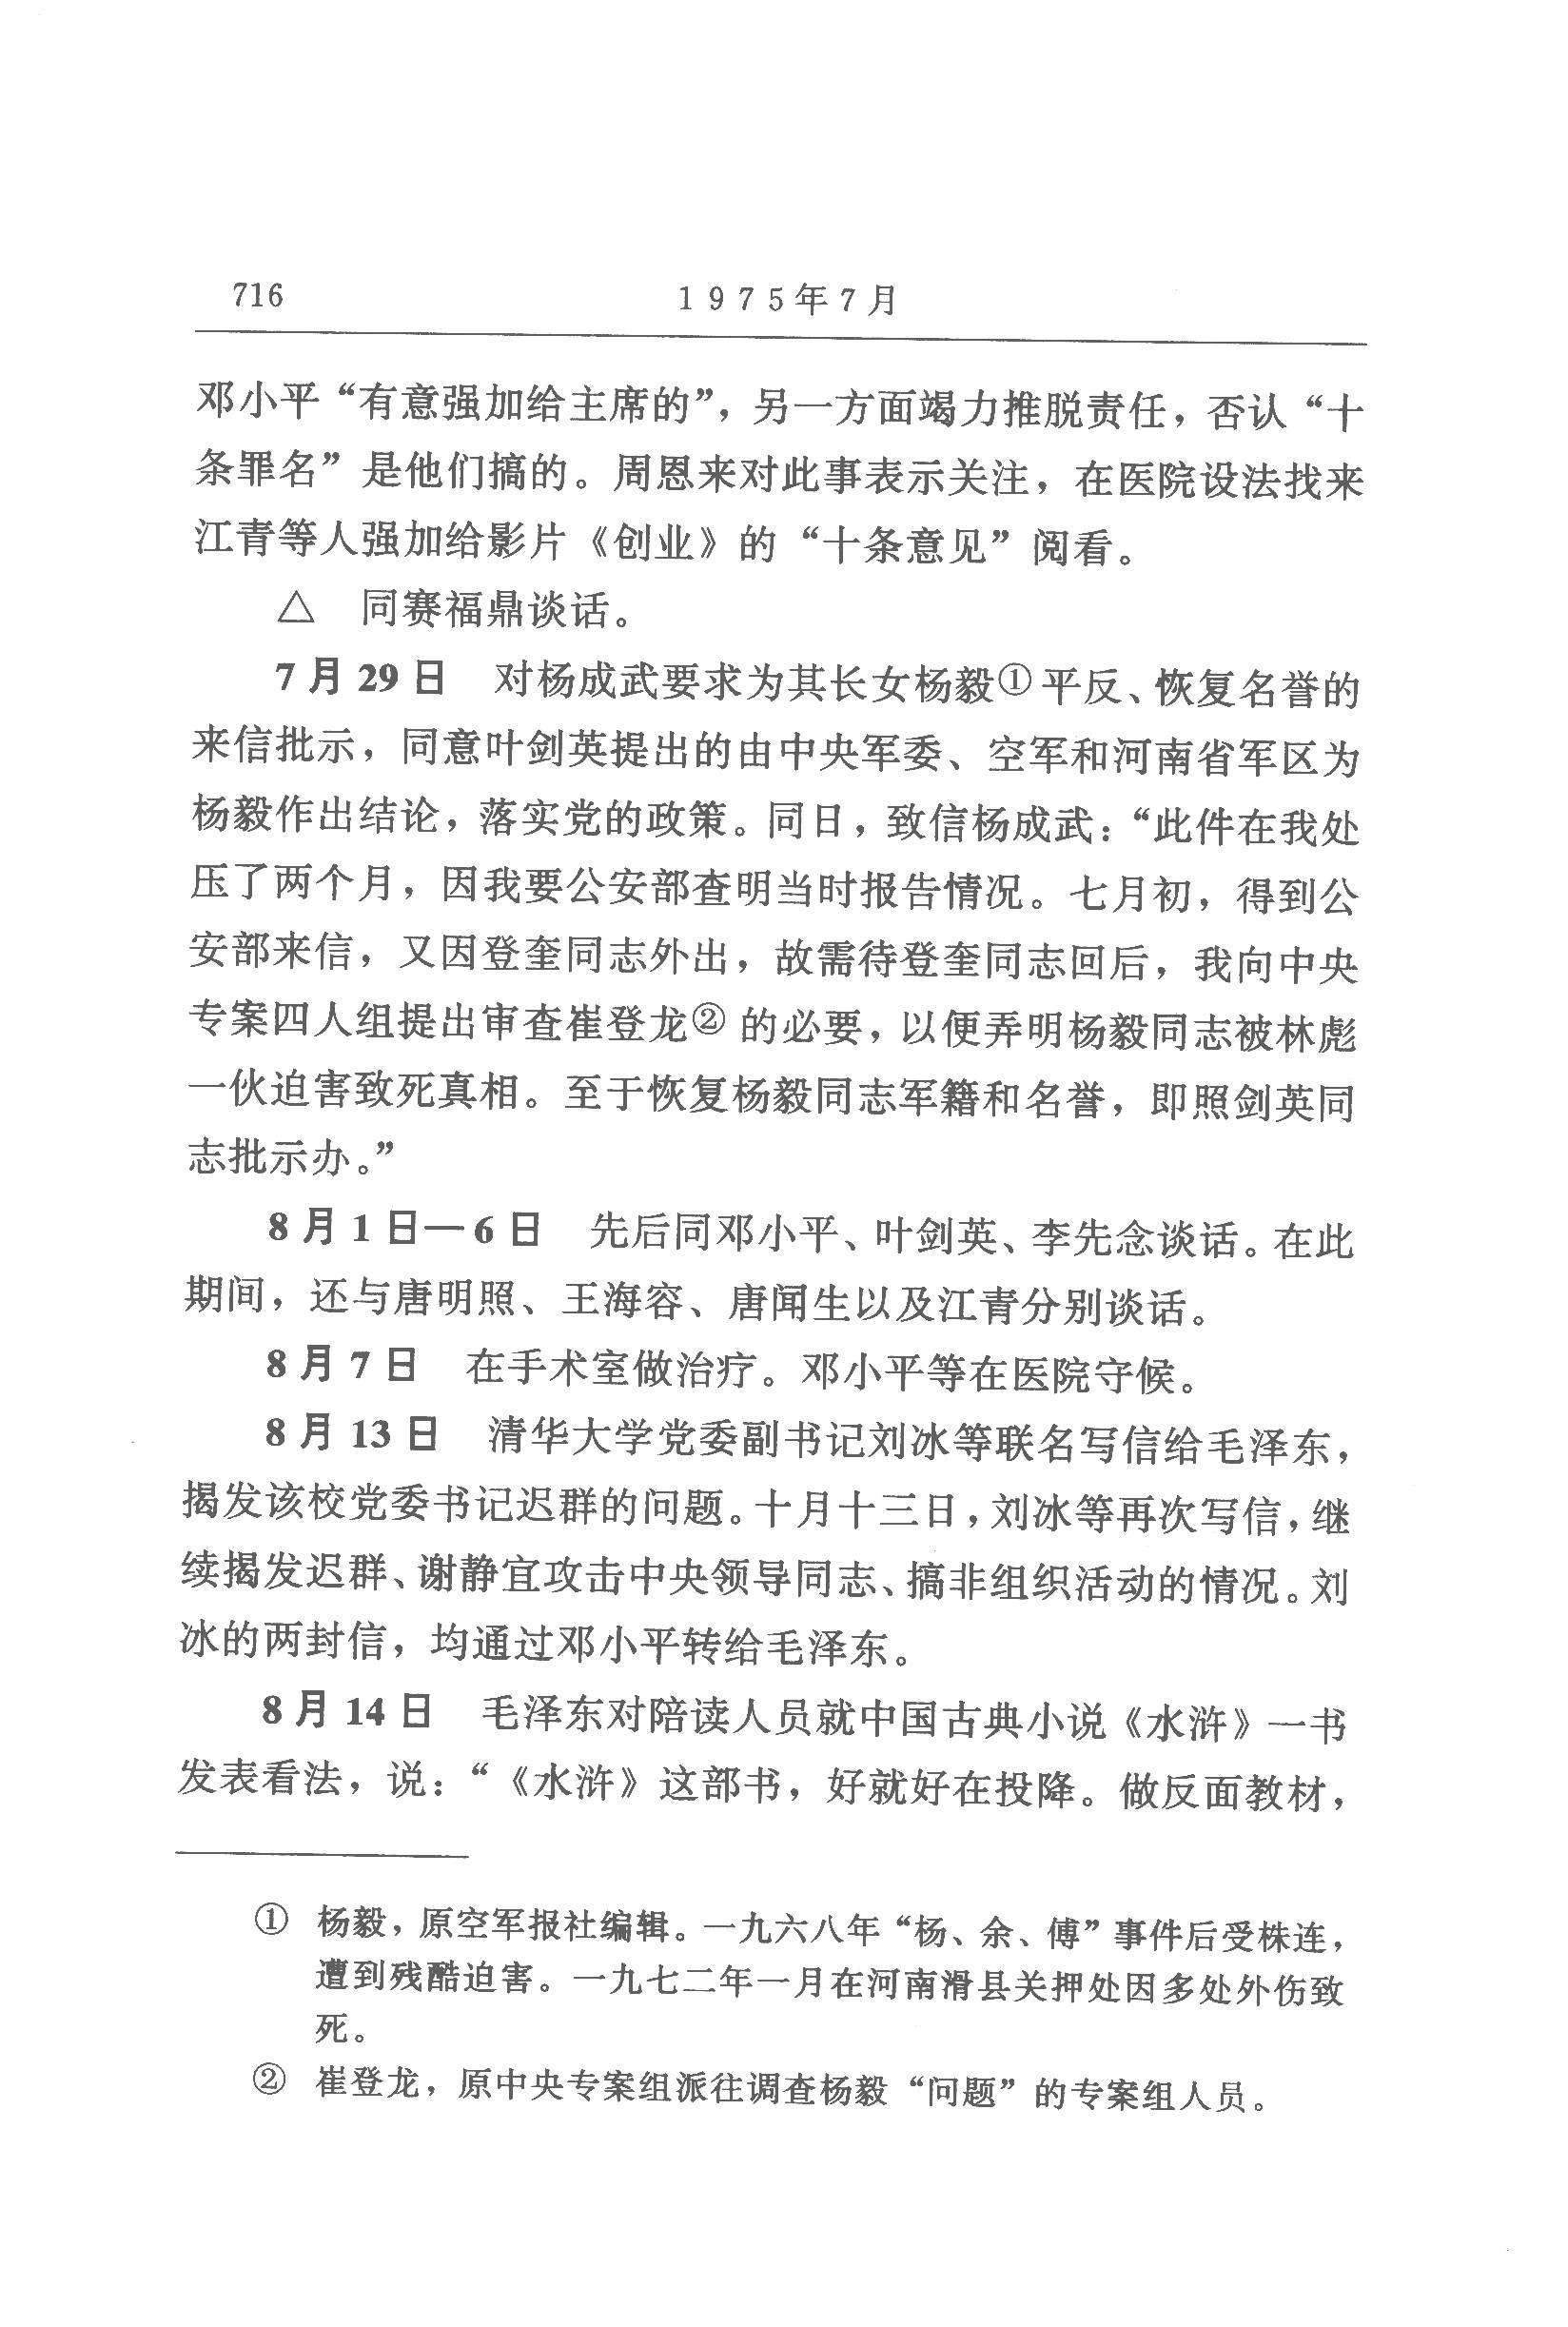 716
1975年7月
邓小平“有意强加给主席的”，另一方面竭力推脱责任，否认“十
条罪名”是他们搞的。周恩来对此事表示关注，在医院设法找来
江青等人强加给影片《创业》的“十条意见”阅看。
△ 同赛福鼎谈话。
7月29日 对杨成武要求为其长女杨毅①平反、恢复名誉的
来信批示，同意叶剑英提出的由中央军委、空军和河南省军区为
杨毅作出结论，落实党的政策。同日，致信杨成武：“此件在我处
压了两个月，因我要公安部查明当时报告情况。七月初，得到公
安部来信，又因登奎同志外出，故需待登奎同志回后，我向中央
专案四人组提出审查崔登龙②的必要，以便弄明杨毅同志被林彪
一伙迫害致死真相。至于恢复杨毅同志军籍和名誉，即照剑英同
志批示办。”
8月1日—6日 先后同邓小平、叶剑英、李先念谈话。在此
期间，还与唐明照、王海容、唐闻生以及江青分别谈话。
8月7日 在手术室做治疗。邓小平等在医院守候。
8月13日 清华大学党委副书记刘冰等联名写信给毛泽东，
揭发该校党委书记迟群的问题。十月十三日，刘冰等再次写信，继
续揭发迟群、谢静宜攻击中央领导同志、搞非组织活动的情况。刘
冰的两封信，均通过邓小平转给毛泽东。
8月14日 毛泽东对陪读人员就中国古典小说《水浒》一书
发表看法，说：“《水浒》这部书，好就好在投降。做反面教材，
① 杨毅，原空军报社编辑。一九六八年“杨、余、傅”事件后受株连，
遭到残酷迫害。一九七二年一月在河南滑县关押处因多处外伤致
死。
② 崔登龙，原中央专案组派往调查杨毅“问题”的专案组人员。